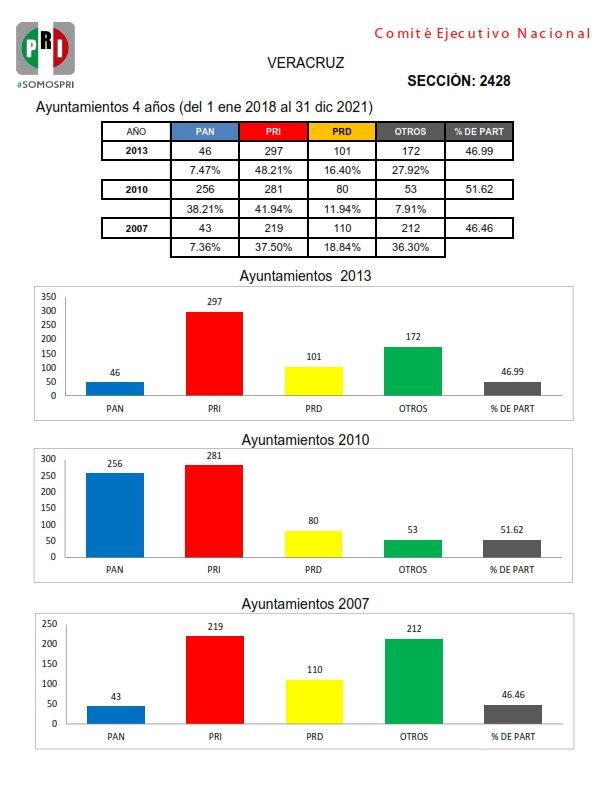 Comité Ejecutivo Nacional
PRI
#SOMOSPRI
VERACRUZ
SECCIÓN: 2428
Ayuntamientos 4 años (del 1 ene 2018 al 31 dic 2021)
AÑO PAN PRI PRD OTROS % DE PART
2013 46 297 101 172 46.99
7.47% 48.21% 16.40% 27.92%
2010 256 281 80 53 51.62
38.21% 41.94% 11.94% 7.91%
2007 43 219 110 212 46.46
7.36% 37.50% 18.84% 36.30%
Ayuntamientos 2013
350
300
250
200
150
100
50
0
46 297 101 172 46.99
PAN PRI PRD OTROS % DE PART
Ayuntamientos 2010
300
250
200
150
100
50
0
256 281 80 53 51.62
PAN PRI PRD OTROS % DE PART
Ayuntamientos 2007
250
200
150
100
50
0
43 219 110 212 46.46
PAN PRI PRD OTROS % DE PART